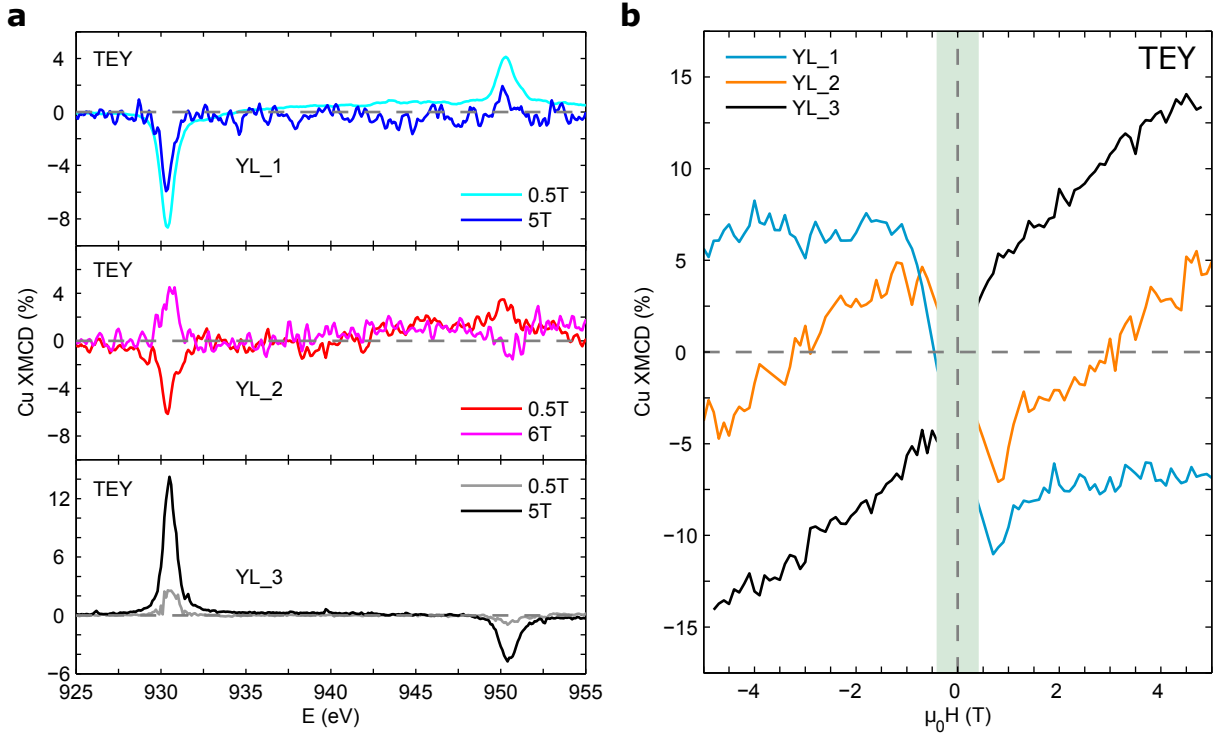 a
TEY
4
0
−4
−8
YL_1
0.5T
5T
TEY
4
0
−4
−8
YL_2
0.5T
6T
TEY
12
8
4
0
−6
YL_3
0.5T
5T
Cu XMCD (%)
925 930 935 940 945 950 955
E (eV)
b
TEY
YL_1
YL_2
YL_3
15
10
5
0
−5
−10
−15
Cu XMCD (%)
−4 −2 0 2 4
μ0H (T)